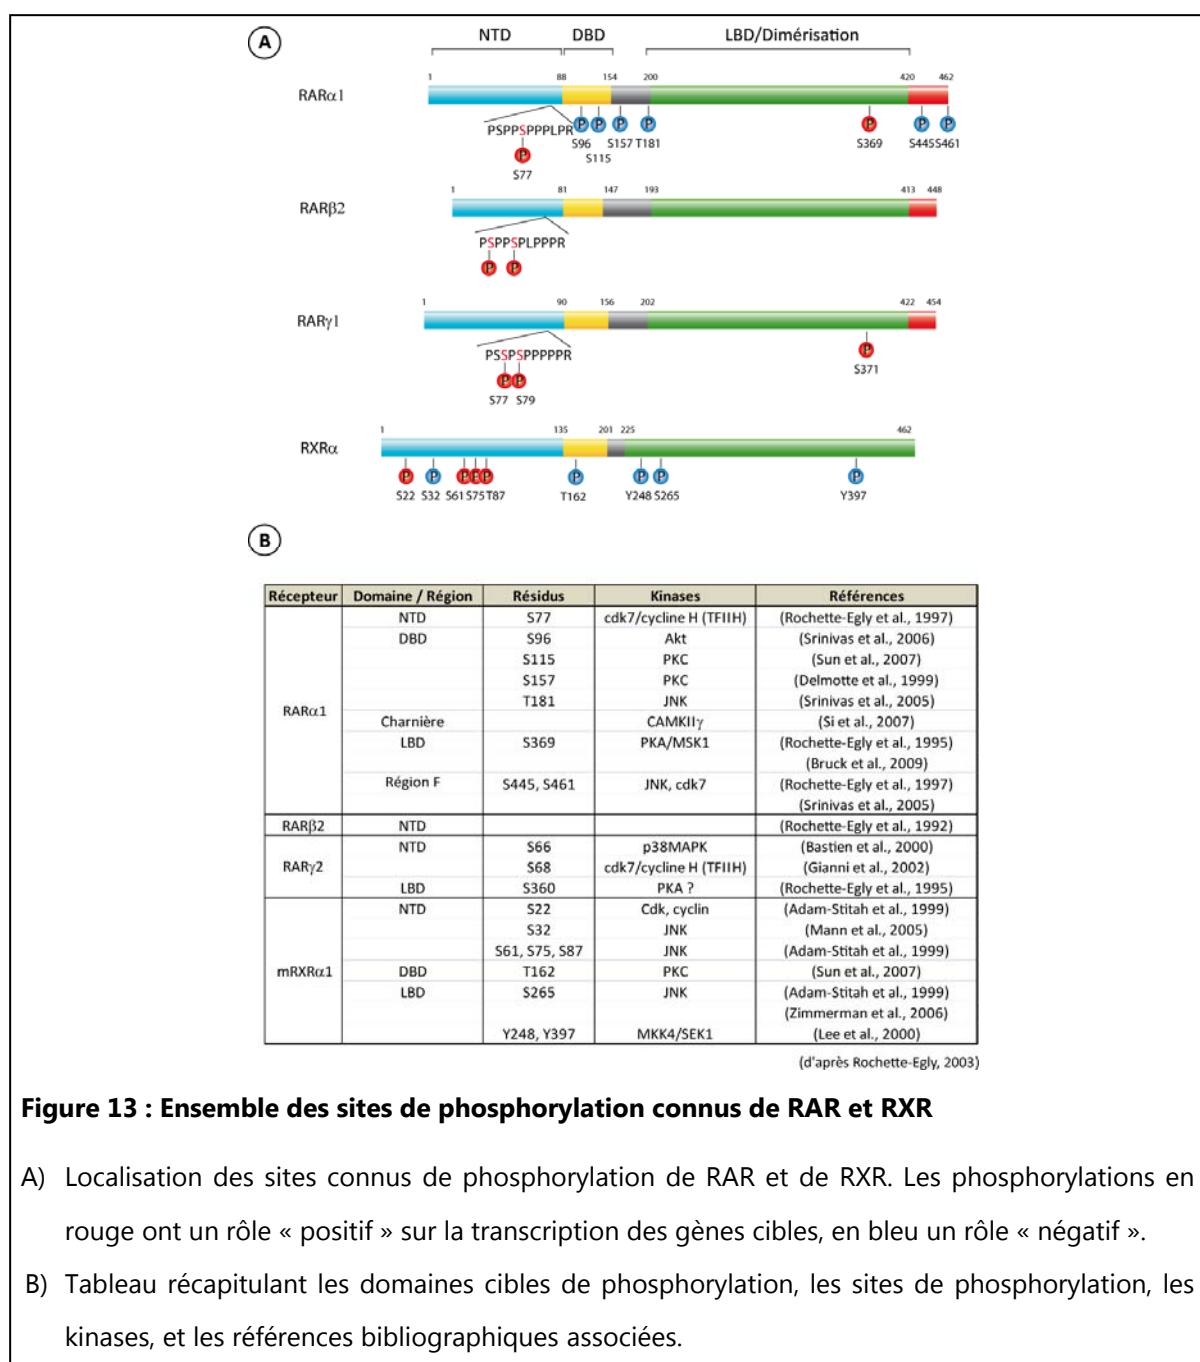 A
NTD DBD LBD/Dimérisation
1 88 154 200 420 462
RARα1
PSPPSPPPLPR P P P P P P P
S96 S157 T181 S369 S445 S461
P S115
S77
1 81 147 193 413 448
RARβ2
PSPPSPLPPPR
P P
1 90 156 202 422 454
RARγ1
PSSPSPPPPPR P
S371
P P
S77 S79
1 135 201 225 462
RXRα
P P P P P P P P P
S22 S32 S61 S75 T87 T162 Y248 S265 Y397
B
Récepteur Domaine / Région Résidus Kinases Références
NTD S77 cdk7/cycline H (TFIIH) (Rochette-Egly et al., 1997)
DBD S96 Akt (Srinivas et al., 2006)
S115 PKC (Sun et al., 2007)
S157 PKC (Delmotte et al., 1999)
T181 JNK (Srinivas et al., 2005)
RARα1
Charnière CAMKIIγ (Si et al., 2007)
LBD S369 PKA/MSK1 (Rochette-Egly et al., 1995)
(Bruck et al., 2009)
Région F S445, S461 JNK, cdk7 (Rochette-Egly et al., 1997)
(Srinivas et al., 2005)
RARβ2 NTD (Rochette-Egly et al., 1992)
NTD S66 p38MAPK (Bastien et al., 2000)
RARγ2 S68 cdk7/cycline H (TFIIH) (Gianni et al., 2002)
LBD S360 PKA ? (Rochette-Egly et al., 1995)
NTD S22 Cdk, cyclin (Adam-Stitah et al., 1999)
S32 JNK (Mann et al., 2005)
S61, S75, S87 JNK (Adam-Stitah et al., 1999)
mRXRα1 DBD T162 PKC (Sun et al., 2007)
LBD S265 JNK (Adam-Stitah et al., 1999)
(Zimmerman et al., 2006)
Y248, Y397 MKK4/SEK1 (Lee et al., 2000)
(d'après Rochette-Egly, 2003)
Figure 13 : Ensemble des sites de phosphorylation connus de RAR et RXR
A) Localisation des sites connus de phosphorylation de RAR et de RXR. Les phosphorylations en
rouge ont un rôle « positif » sur la transcription des gènes cibles, en bleu un rôle « négatif ».
B) Tableau récapitulant les domaines cibles de phosphorylation, les sites de phosphorylation, les
kinases, et les références bibliographiques associées.